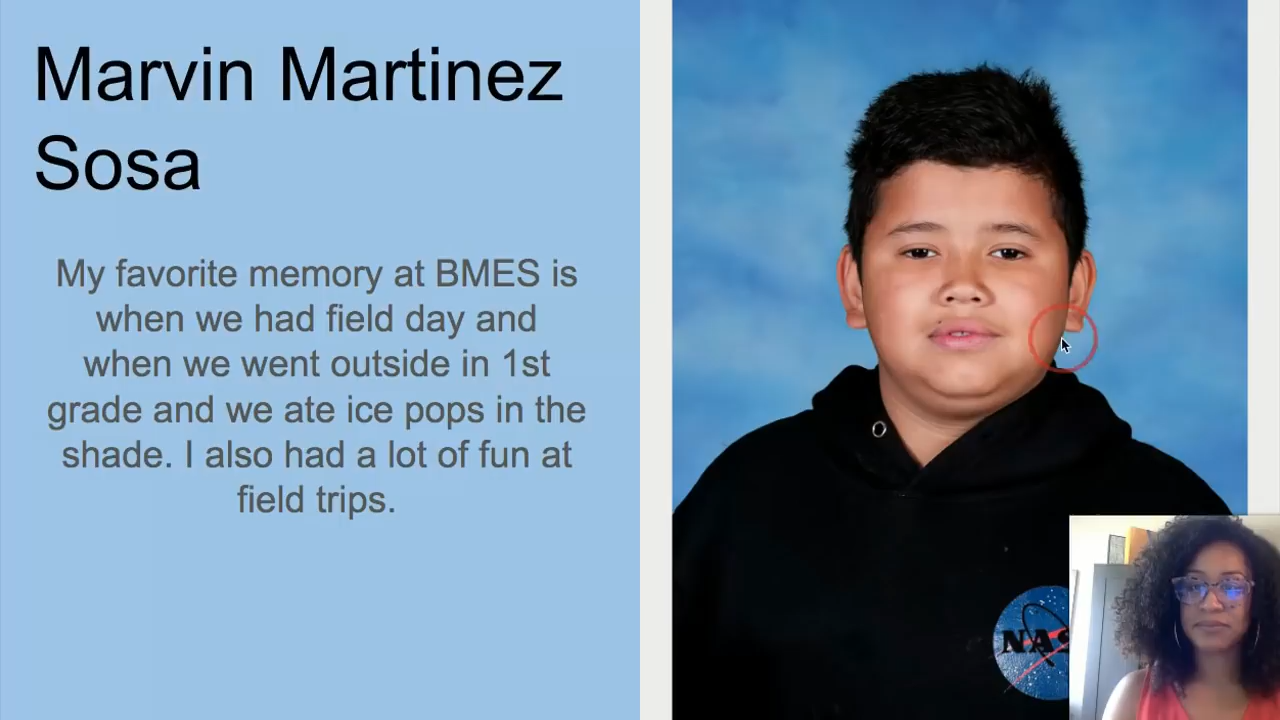 Marvin Martinez
Sosa
My favorite memory at BMES is
when we had field day and
when we went outside in 1st
grade and we ate ice pops in the
shade. I also had a lot of fun at
field trips.